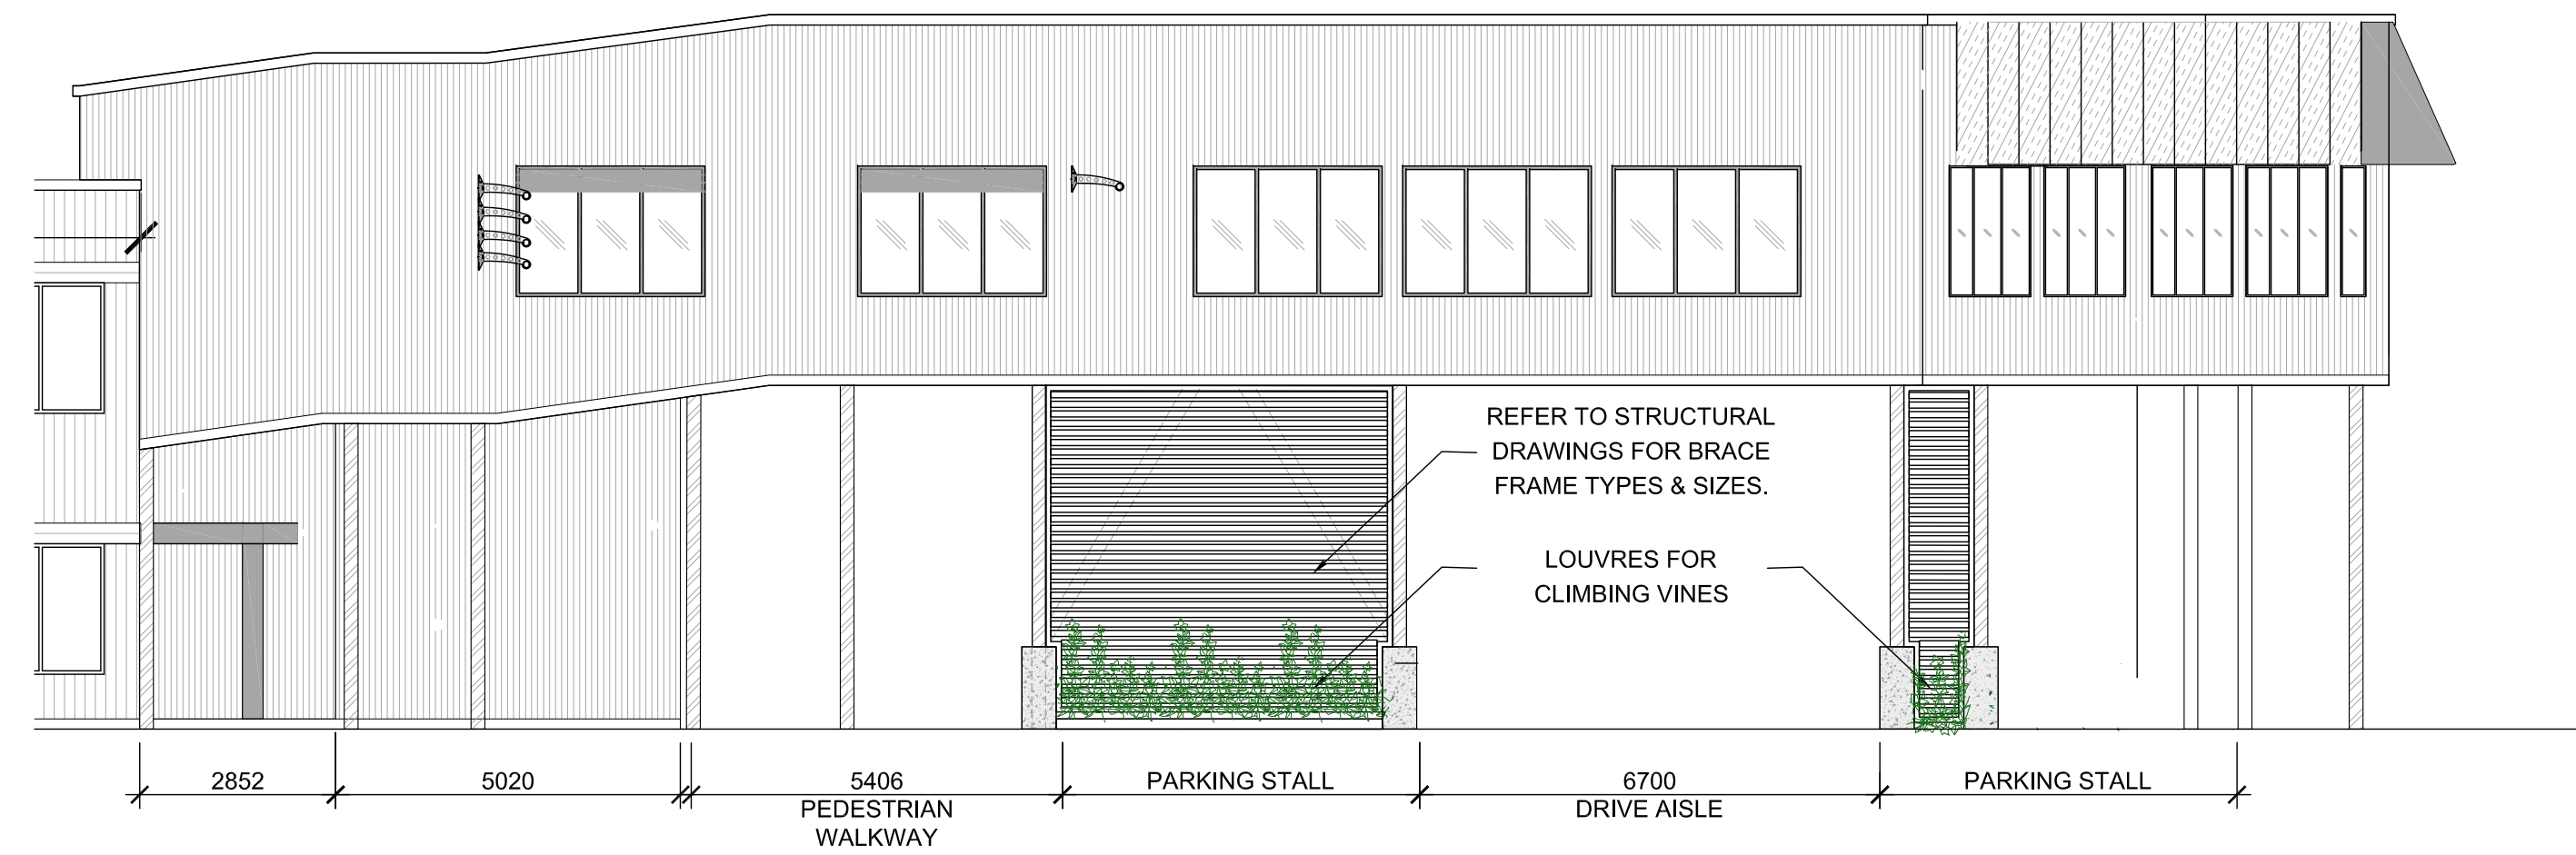 REFER TO STRUCTURAL
DRAWINGS FOR BRACE
FRAME TYPES & SIZES.
LOUVRES FOR
CLIMBING VINES
2852
5020
5406
PEDESTRIAN
WALKWAY
PARKING STALL
6700
DRIVE AISLE
PARKING STALL